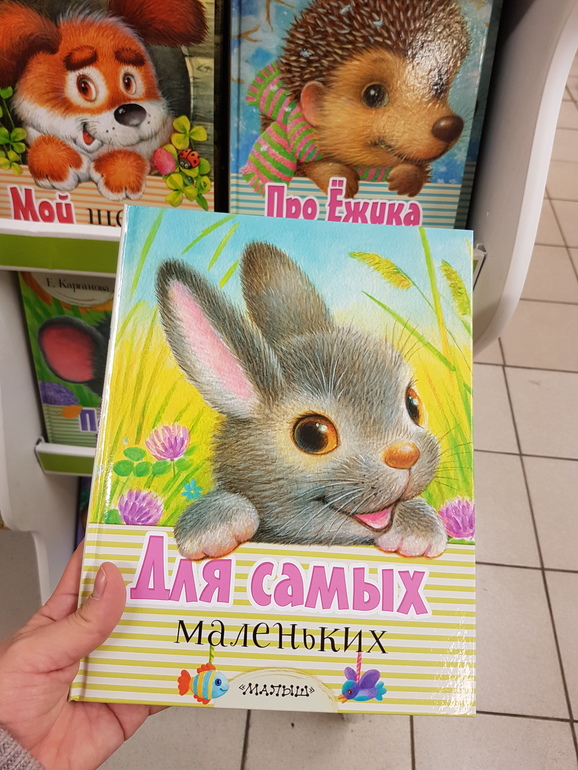 Мой
Про Ёжика
Е. Карганова
Для самых
маленьких
«МАЛЫШ»